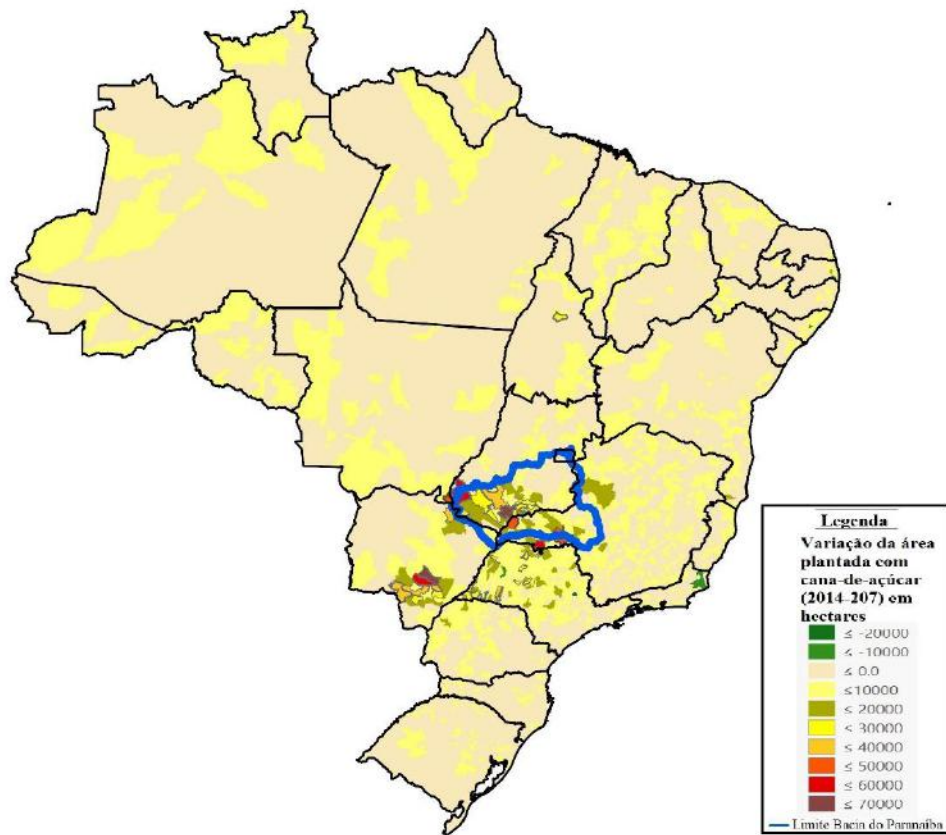 Legenda
Variação da área
plantada com
cana-de-açúcar
(2014-207) em
hectares
≤ -20000
≤ -10000
≤ 0.0
≤10000
≤ 20000
≤ 30000
≤ 40000
≤ 50000
≤ 60000
≤ 70000
Limite Bacia do Paranaíba